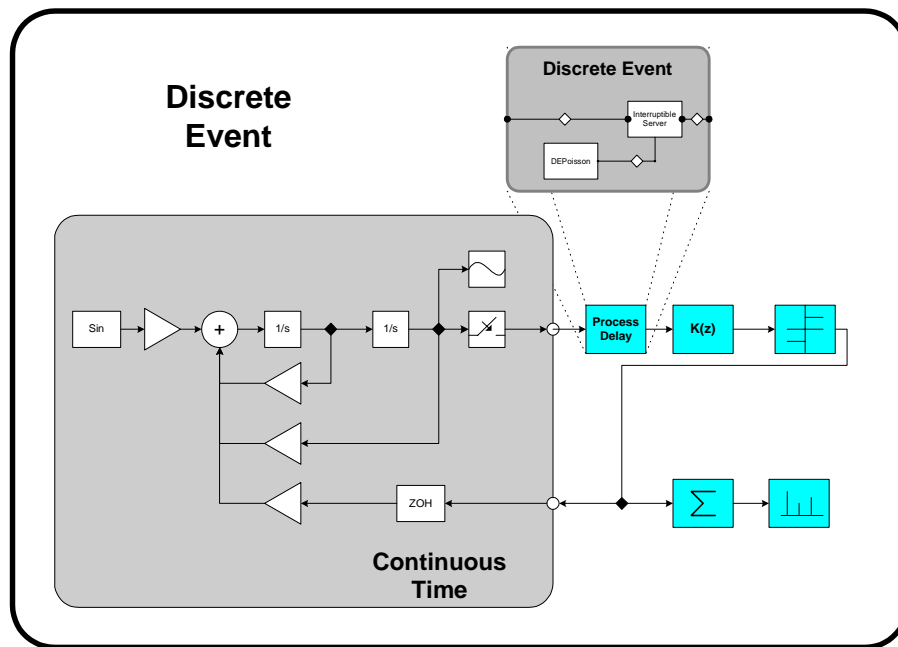 Discrete Event
Discrete
Event
Interruptible
Server
DEPoisson
Sin
+
1/s
1/s
Process
Delay
K(z)
ZOH
Σ
Continuous
Time